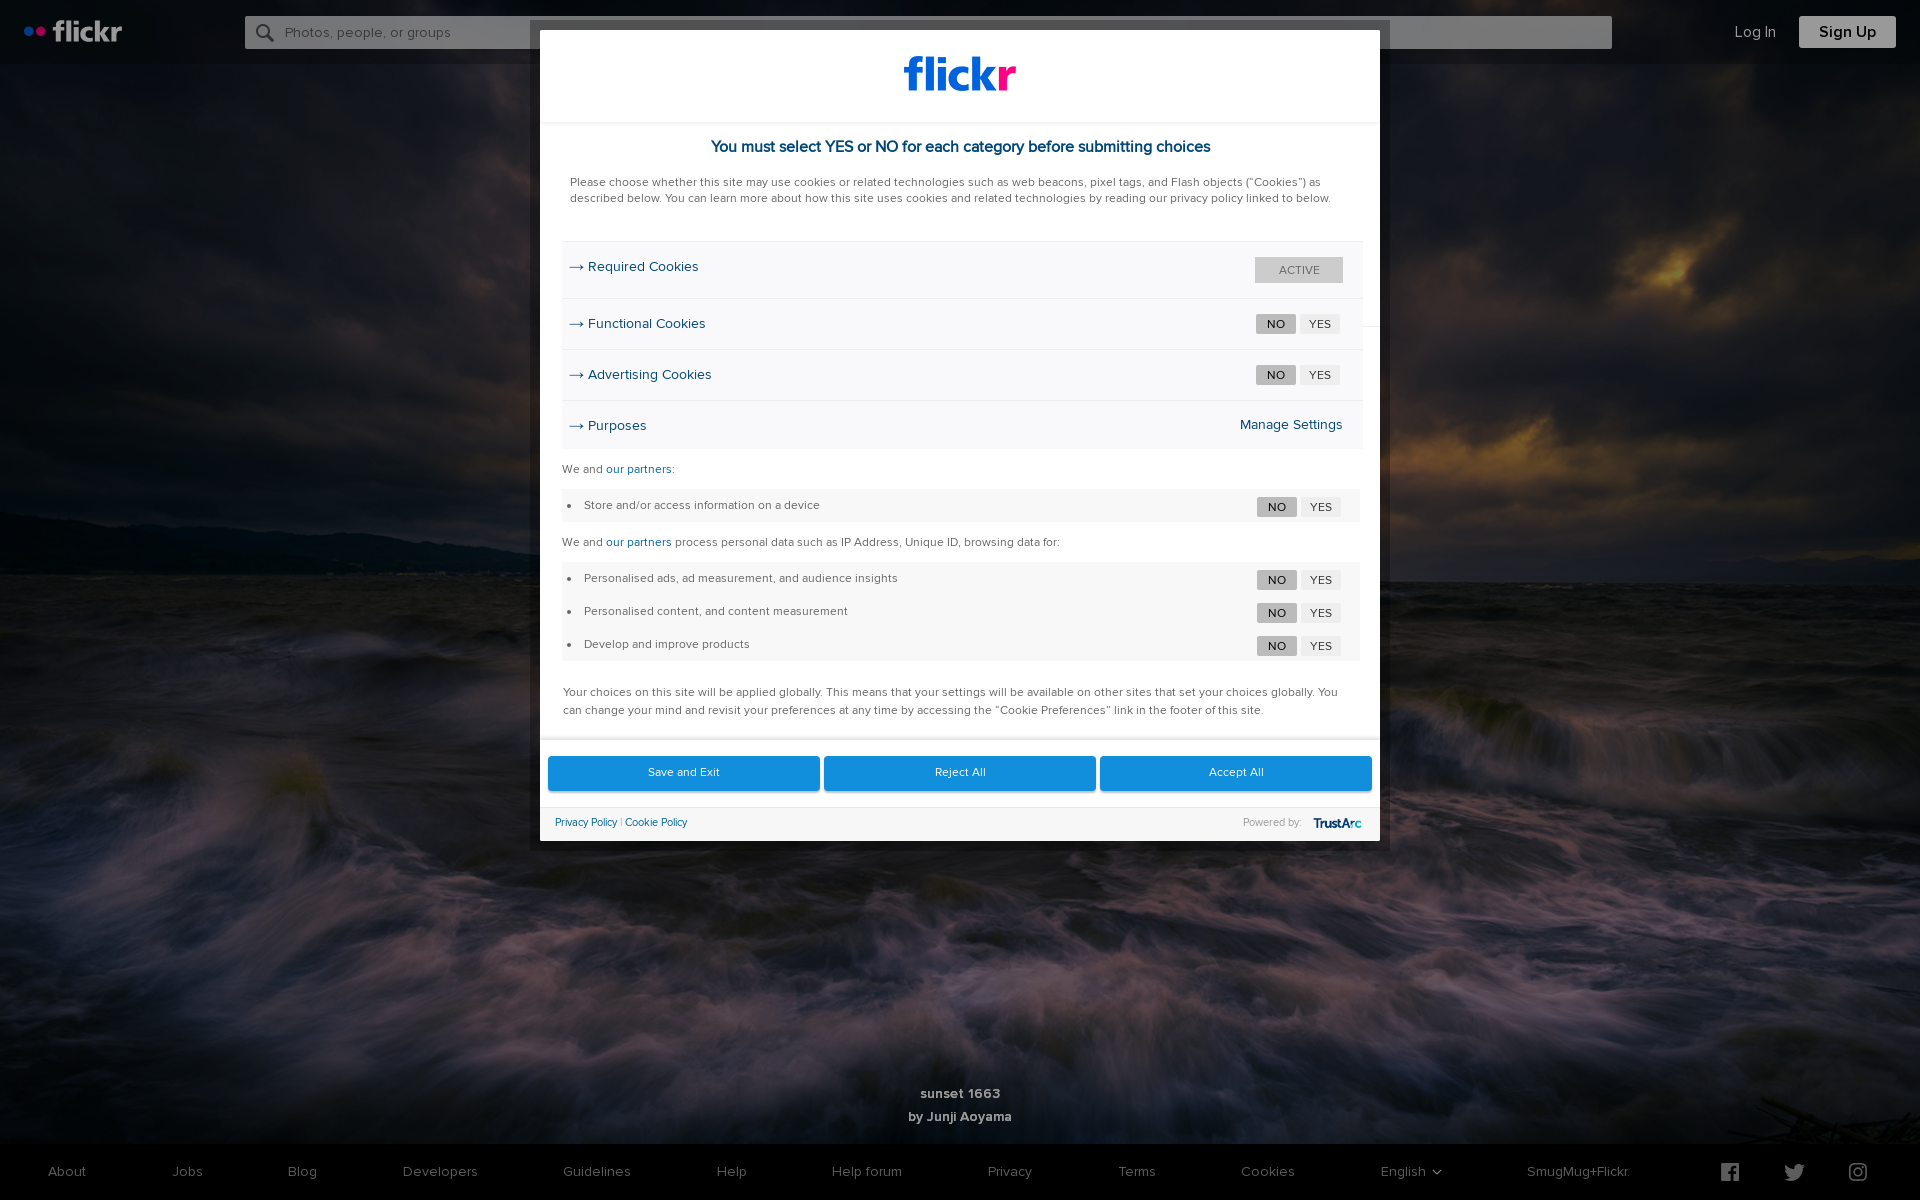 flickr
Photos, people, or groups
Log In
Sign Up
flickr
You must select YES or NO for each category before submitting choices
Please choose whether this site may use cookies or related technologies such as web beacons, pixel tags, and Flash objects (“Cookies”) as
described below. You can learn more about how this site uses cookies and related technologies by reading our privacy policy linked to below.
→ Required Cookies
ACTIVE
→ Functional Cookies
NO YES
→ Advertising Cookies
NO YES
→ Purposes
Manage Settings
We and our partners:
• Store and/or access information on a device
NO YES
We and our partners process personal data such as IP Address, Unique ID, browsing data for:
• Personalised ads, ad measurement, and audience insights
NO YES
• Personalised content, and content measurement
NO YES
• Develop and improve products
NO YES
Your choices on this site will be applied globally. This means that your settings will be available on other sites that set your choices globally. You
can change your mind and revisit your preferences at any time by accessing the “Cookie Preferences” link in the footer of this site.
Save and Exit
Reject All
Accept All
Privacy Policy | Cookie Policy
Powered by: TrustArc
sunset 1663
by Junji Aoyama
About
Jobs
Blog
Developers
Guidelines
Help
Help forum
Privacy
Terms
Cookies
English
SmugMug+Flickr.